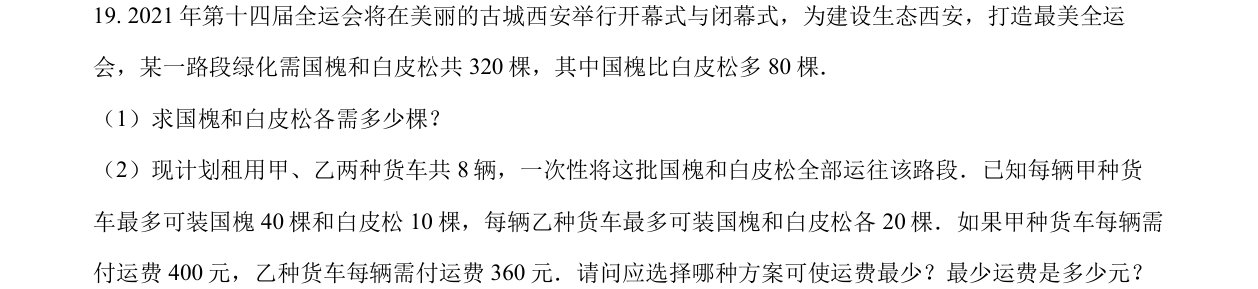 19. 2021 年第十四届全运会将在美丽的古城西安举行开幕式与闭幕式，为建设生态西安，打造最美全运
会，某一路段绿化需国槐和白皮松共 320 棵，其中国槐比白皮松多 80 棵．
（1）求国槐和白皮松各需多少棵？
（2）现计划租用甲、乙两种货车共 8 辆，一次性将这批国槐和白皮松全部运往该路段．已知每辆甲种货
车最多可装国槐 40 棵和白皮松 10 棵，每辆乙种货车最多可装国槐和白皮松各 20 棵．如果甲种货车每辆需
付运费 400 元，乙种货车每辆需付运费 360 元．请问应选择哪种方案可使运费最少？最少运费是多少元？